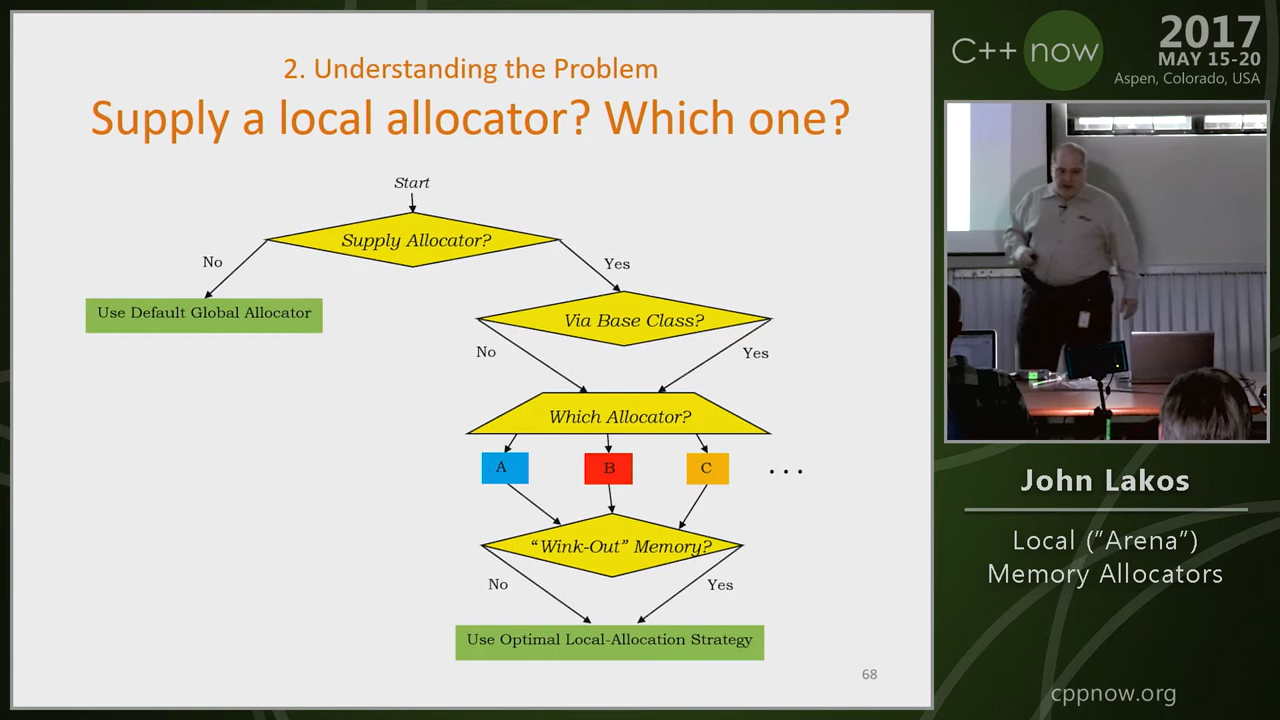 2. Understanding the Problem
Supply a local allocator? Which one?
Start
Supply Allocator?
No
Yes
Use Default Global Allocator
Via Base Class?
No
Yes
Which Allocator?
A
B
C
...
“Wink-Out” Memory?
No
Yes
Use Optimal Local-Allocation Strategy
68
C++ now
2017
MAY 15-20
Aspen, Colorado, USA
John Lakos
Local (”Arena”)
Memory Allocators
cppnow.org